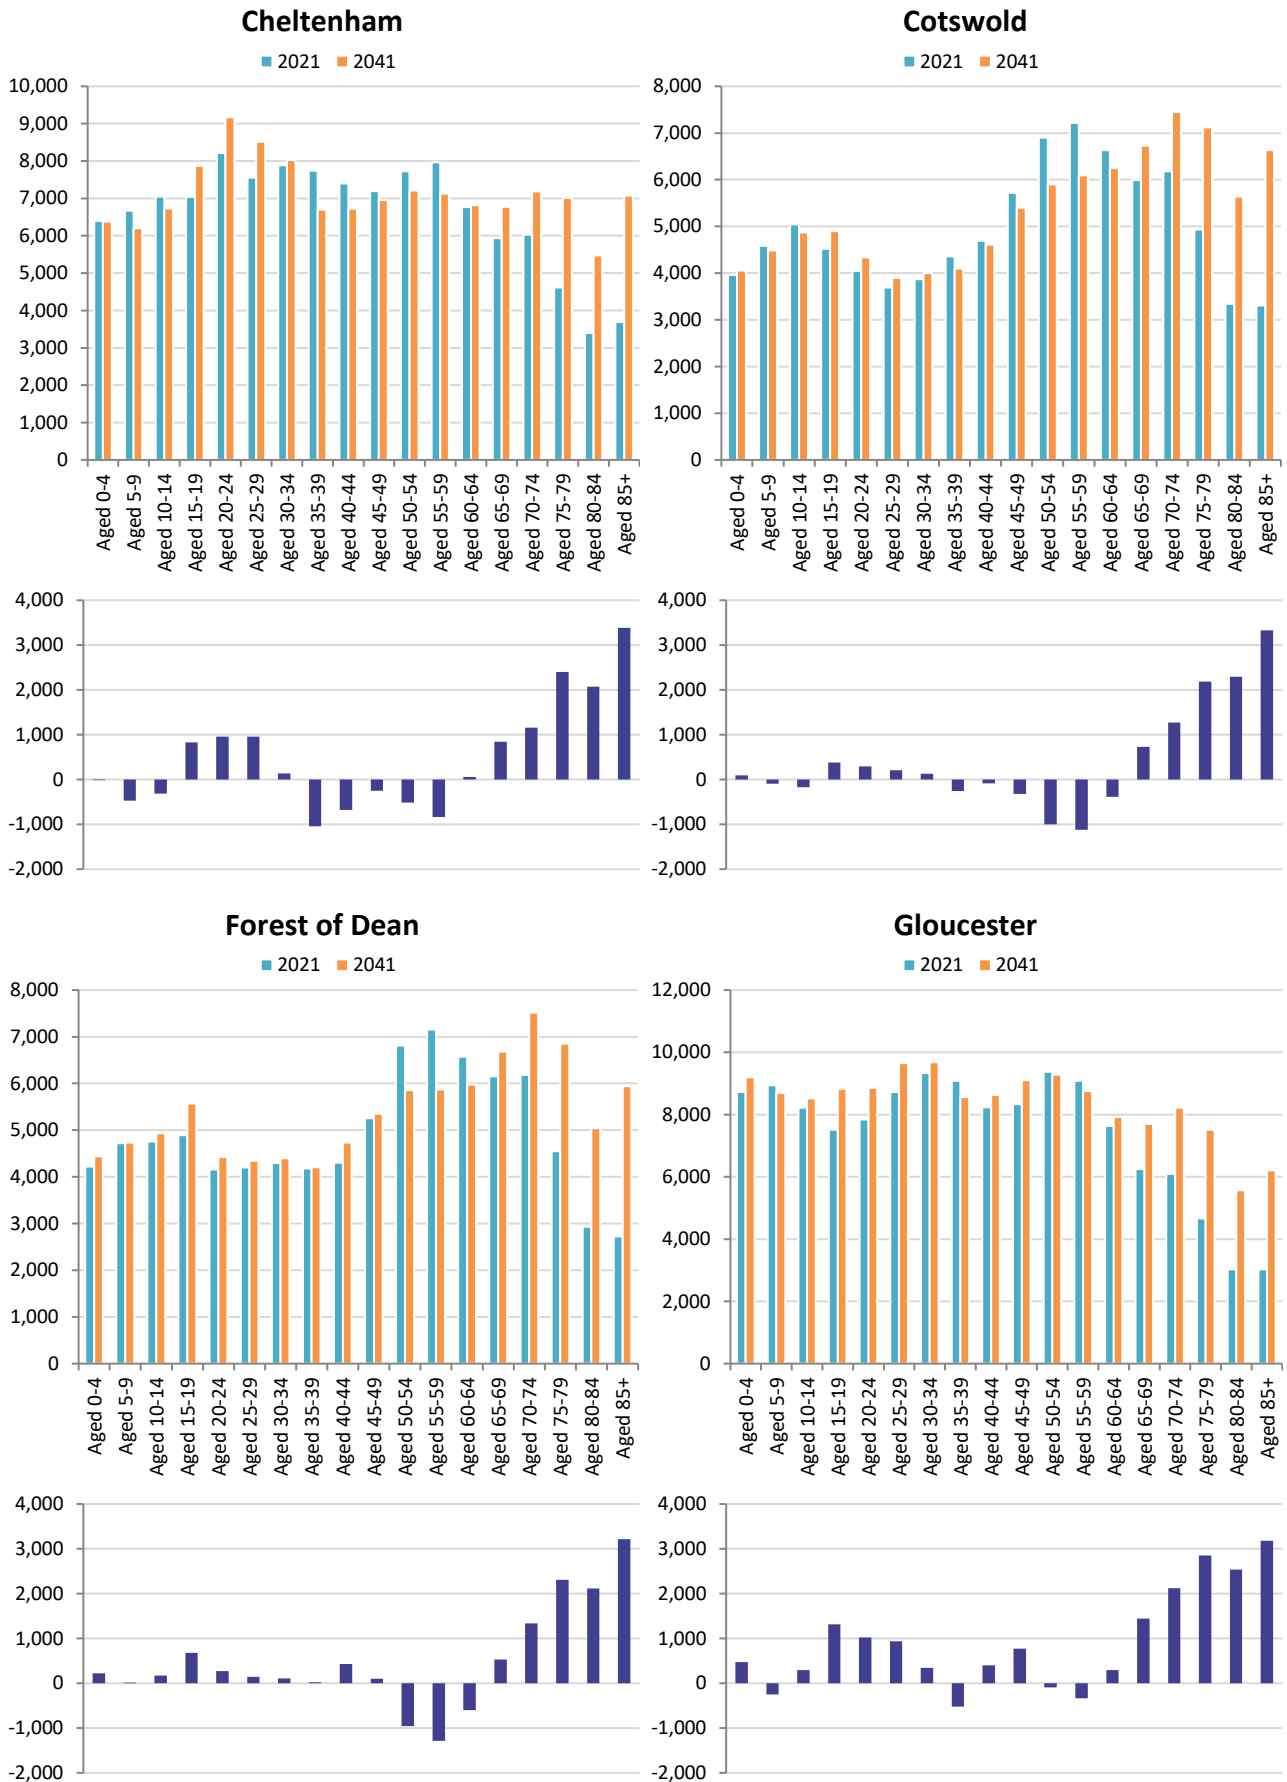 Cheltenham
2021 2041
10,000
9,000
8,000
7,000
6,000
5,000
4,000
3,000
2,000
1,000
0
Aged 0-4
Aged 5-9
Aged 10-14
Aged 15-19
Aged 20-24
Aged 25-29
Aged 30-34
Aged 35-39
Aged 40-44
Aged 45-49
Aged 50-54
Aged 55-59
Aged 60-64
Aged 65-69
Aged 70-74
Aged 75-79
Aged 80-84
Aged 85+
4,000
3,000
2,000
1,000
0
-1,000
-2,000
Cotswold
2021 2041
8,000
7,000
6,000
5,000
4,000
3,000
2,000
1,000
0
Aged 0-4
Aged 5-9
Aged 10-14
Aged 15-19
Aged 20-24
Aged 25-29
Aged 30-34
Aged 35-39
Aged 40-44
Aged 45-49
Aged 50-54
Aged 55-59
Aged 60-64
Aged 65-69
Aged 70-74
Aged 75-79
Aged 80-84
Aged 85+
4,000
3,000
2,000
1,000
0
-1,000
-2,000
Forest of Dean
2021 2041
8,000
7,000
6,000
5,000
4,000
3,000
2,000
1,000
0
Aged 0-4
Aged 5-9
Aged 10-14
Aged 15-19
Aged 20-24
Aged 25-29
Aged 30-34
Aged 35-39
Aged 40-44
Aged 45-49
Aged 50-54
Aged 55-59
Aged 60-64
Aged 65-69
Aged 70-74
Aged 75-79
Aged 80-84
Aged 85+
4,000
3,000
2,000
1,000
0
-1,000
-2,000
Gloucester
2021 2041
12,000
10,000
8,000
6,000
4,000
2,000
0
Aged 0-4
Aged 5-9
Aged 10-14
Aged 15-19
Aged 20-24
Aged 25-29
Aged 30-34
Aged 35-39
Aged 40-44
Aged 45-49
Aged 50-54
Aged 55-59
Aged 60-64
Aged 65-69
Aged 70-74
Aged 75-79
Aged 80-84
Aged 85+
4,000
3,000
2,000
1,000
0
-1,000
-2,000